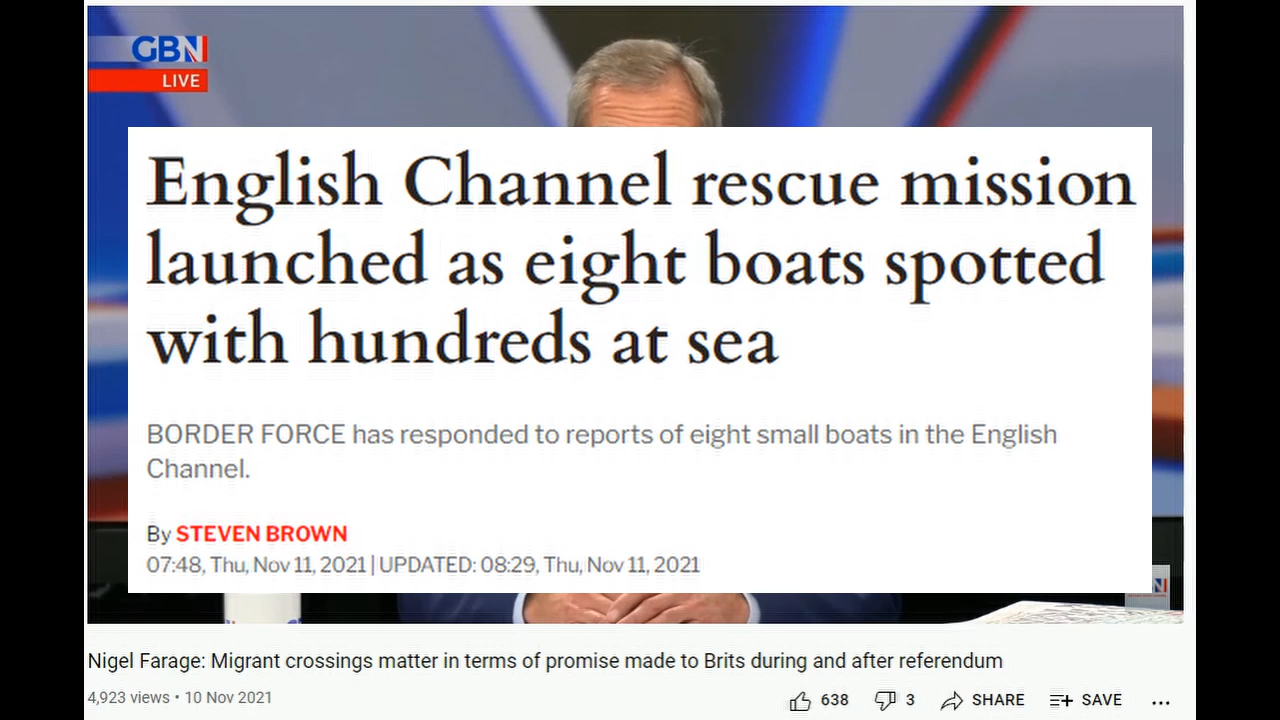 GBN
LIVE
English Channel rescue mission
launched as eight boats spotted
with hundreds at sea
BORDER FORCE has responded to reports of eight small boats in the English
Channel.
By STEVEN BROWN
07:48, Thu, Nov 11, 2021 | UPDATED: 08:29, Thu, Nov 11, 2021
Nigel Farage: Migrant crossings matter in terms of promise made to Brits during and after referendum
4,923 views • 10 Nov 2021
638
3
SHARE
SAVE